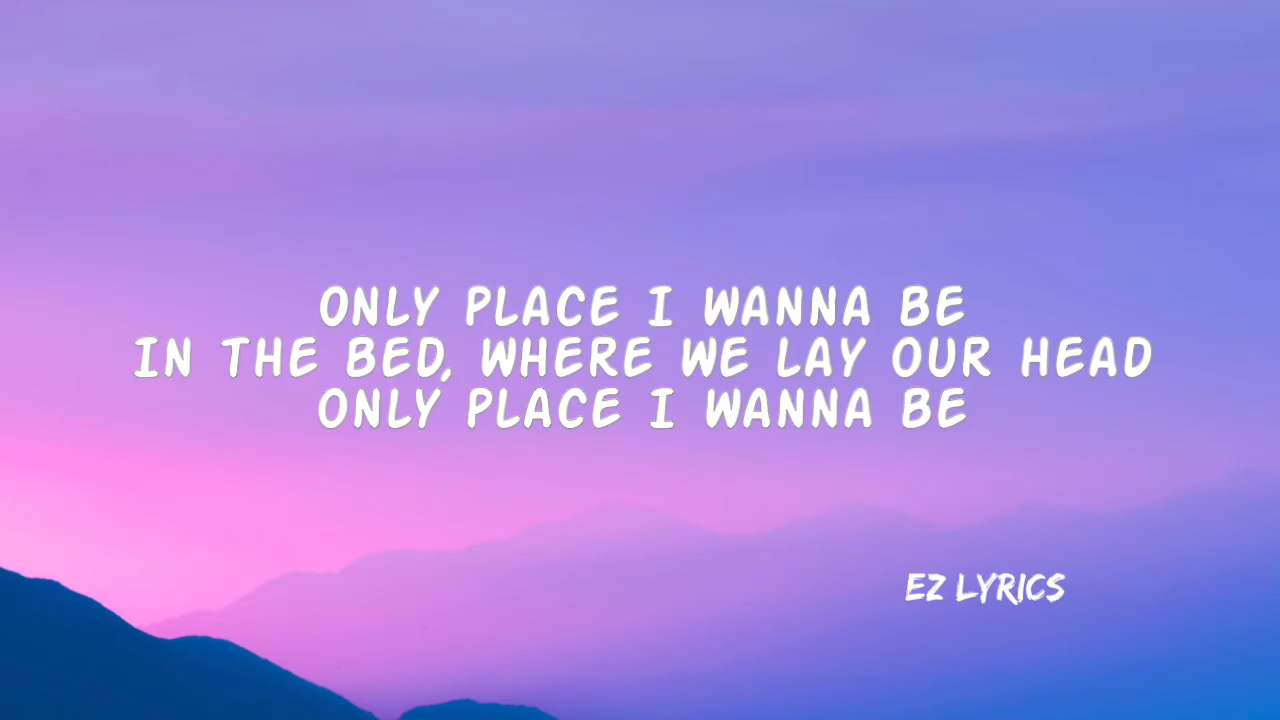 ONLY PLACE I WANNA BE
IN THE BED, WHERE WE LAY OUR HEAD
ONLY PLACE I WANNA BE
EZ LYRICS